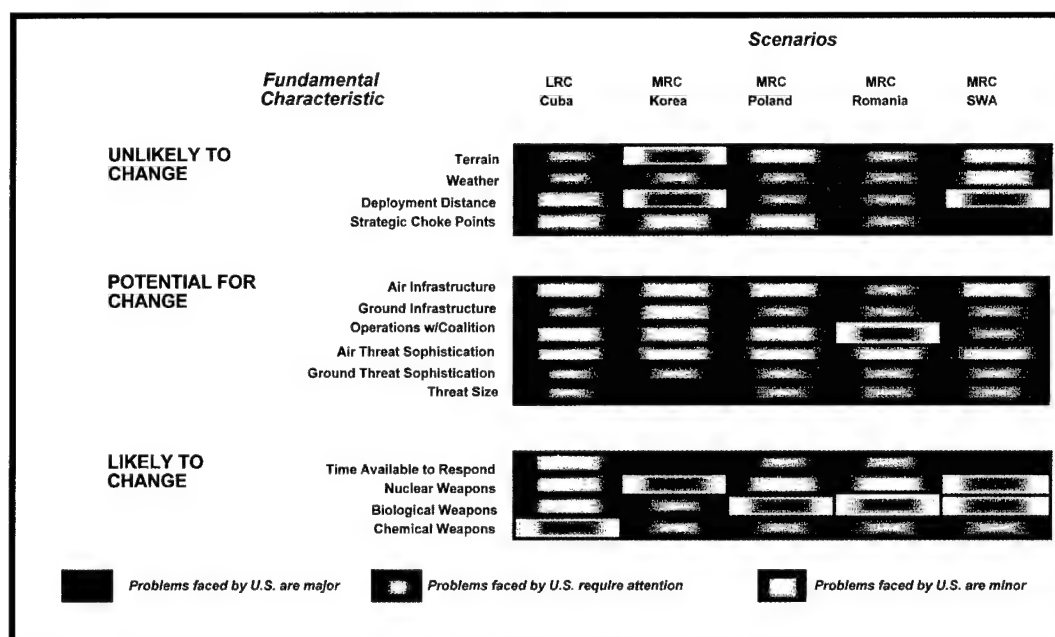 Scenarios
Fundamental
Characteristic
LRC
Cuba
MRC
Korea
MRC
Poland
MRC
Romania
MRC
SWA
UNLIKELY TO
CHANGE
Terrain
Weather
Deployment Distance
Strategic Choke Points
POTENTIAL FOR
CHANGE
Air Infrastructure
Ground Infrastructure
Operations w/Coalition
Air Threat Sophistication
Ground Threat Sophistication
Threat Size
LIKELY TO
CHANGE
Time Available to Respond
Nuclear Weapons
Biological Weapons
Chemical Weapons
Problems faced by U.S. are major
Problems faced by U.S. require attention
Problems faced by U.S. are minor